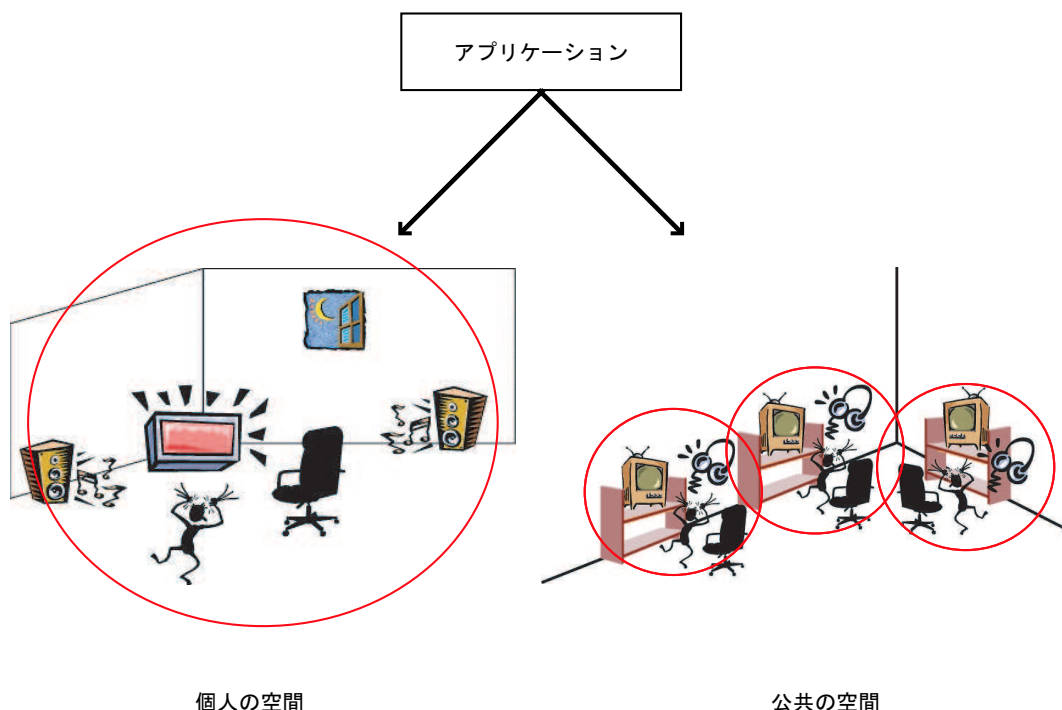 アプリケーション
個人の空間
公共の空間